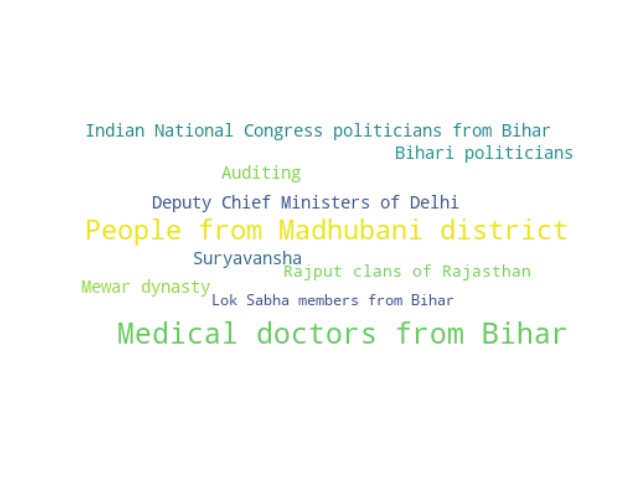 Indian National Congress politicians from Bihar
Bihari politicians
Auditing
Deputy Chief Ministers of Delhi
People from Madhubani district
Suryavansha
Rajput clans of Rajasthan
Mewar dynasty
Lok Sabha members from Bihar
Medical doctors from Bihar